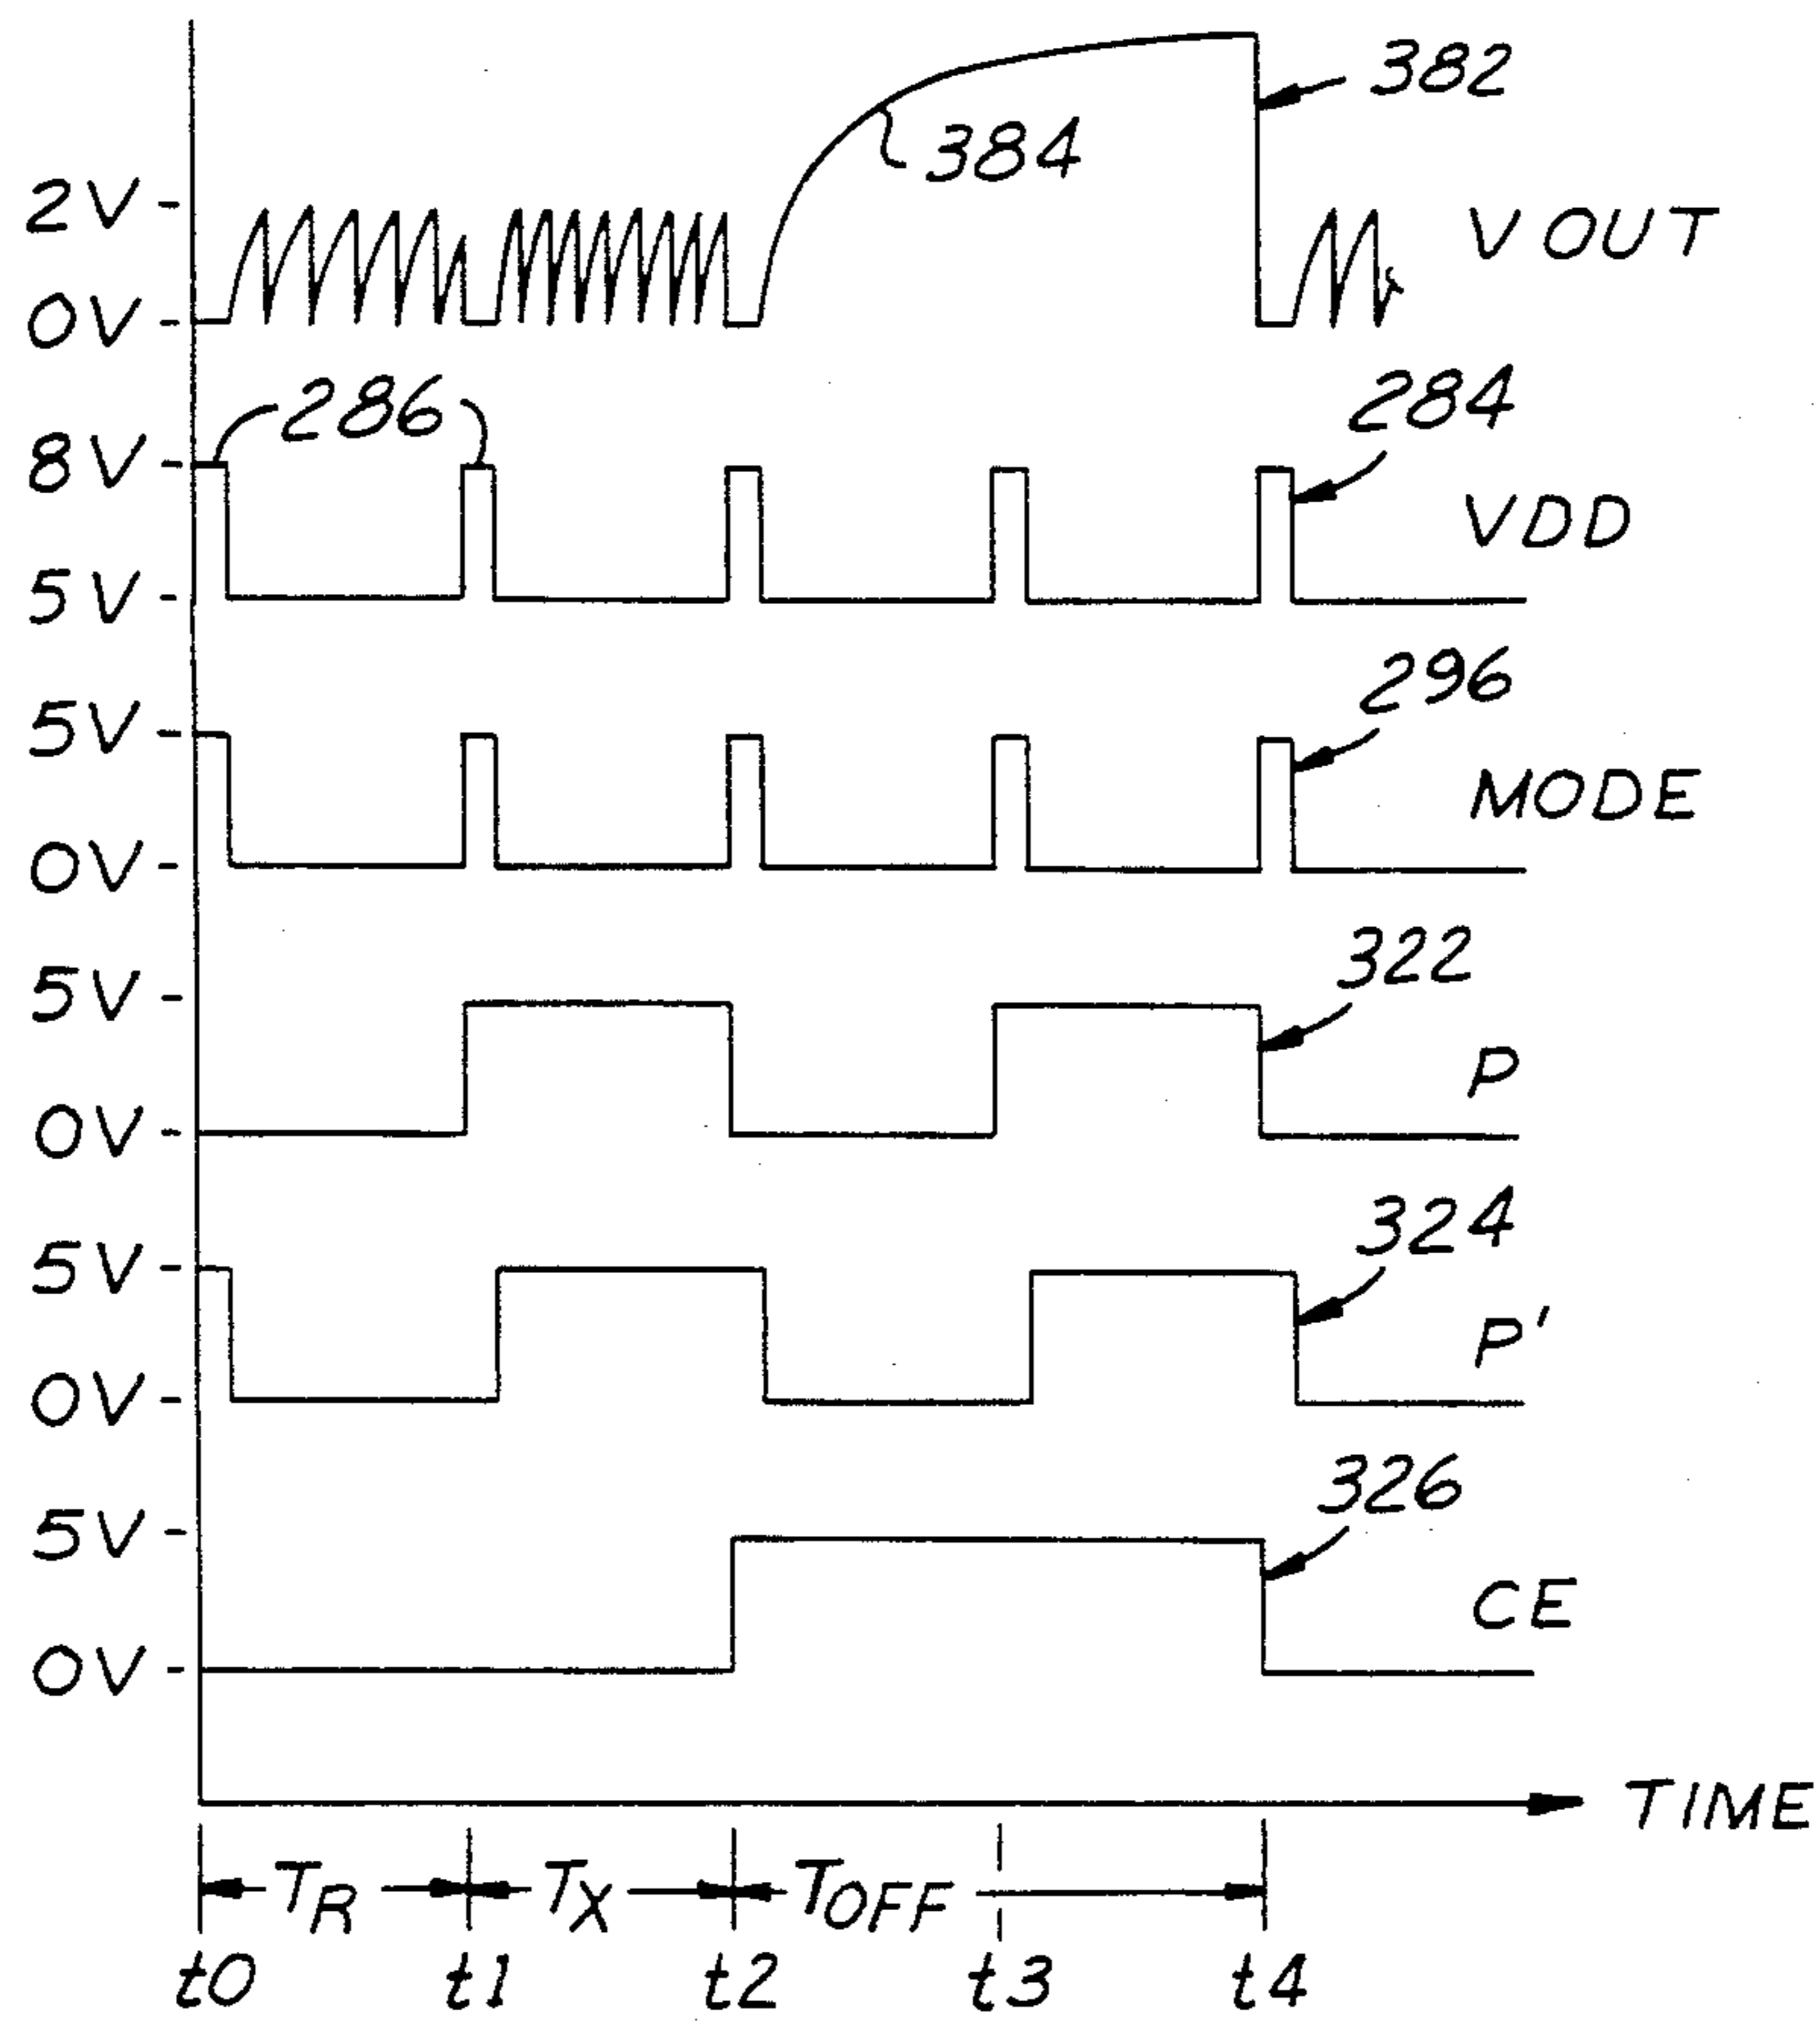 382
384
2V
V OUT
0V
286
284
8V
VDD
5V
296
5V
MODE
0V
322
5V
P
0V
324
5V
P'
0V
326
5V
CE
0V
TIME
TR TX TOFF
t0 t1 t2 t3 t4